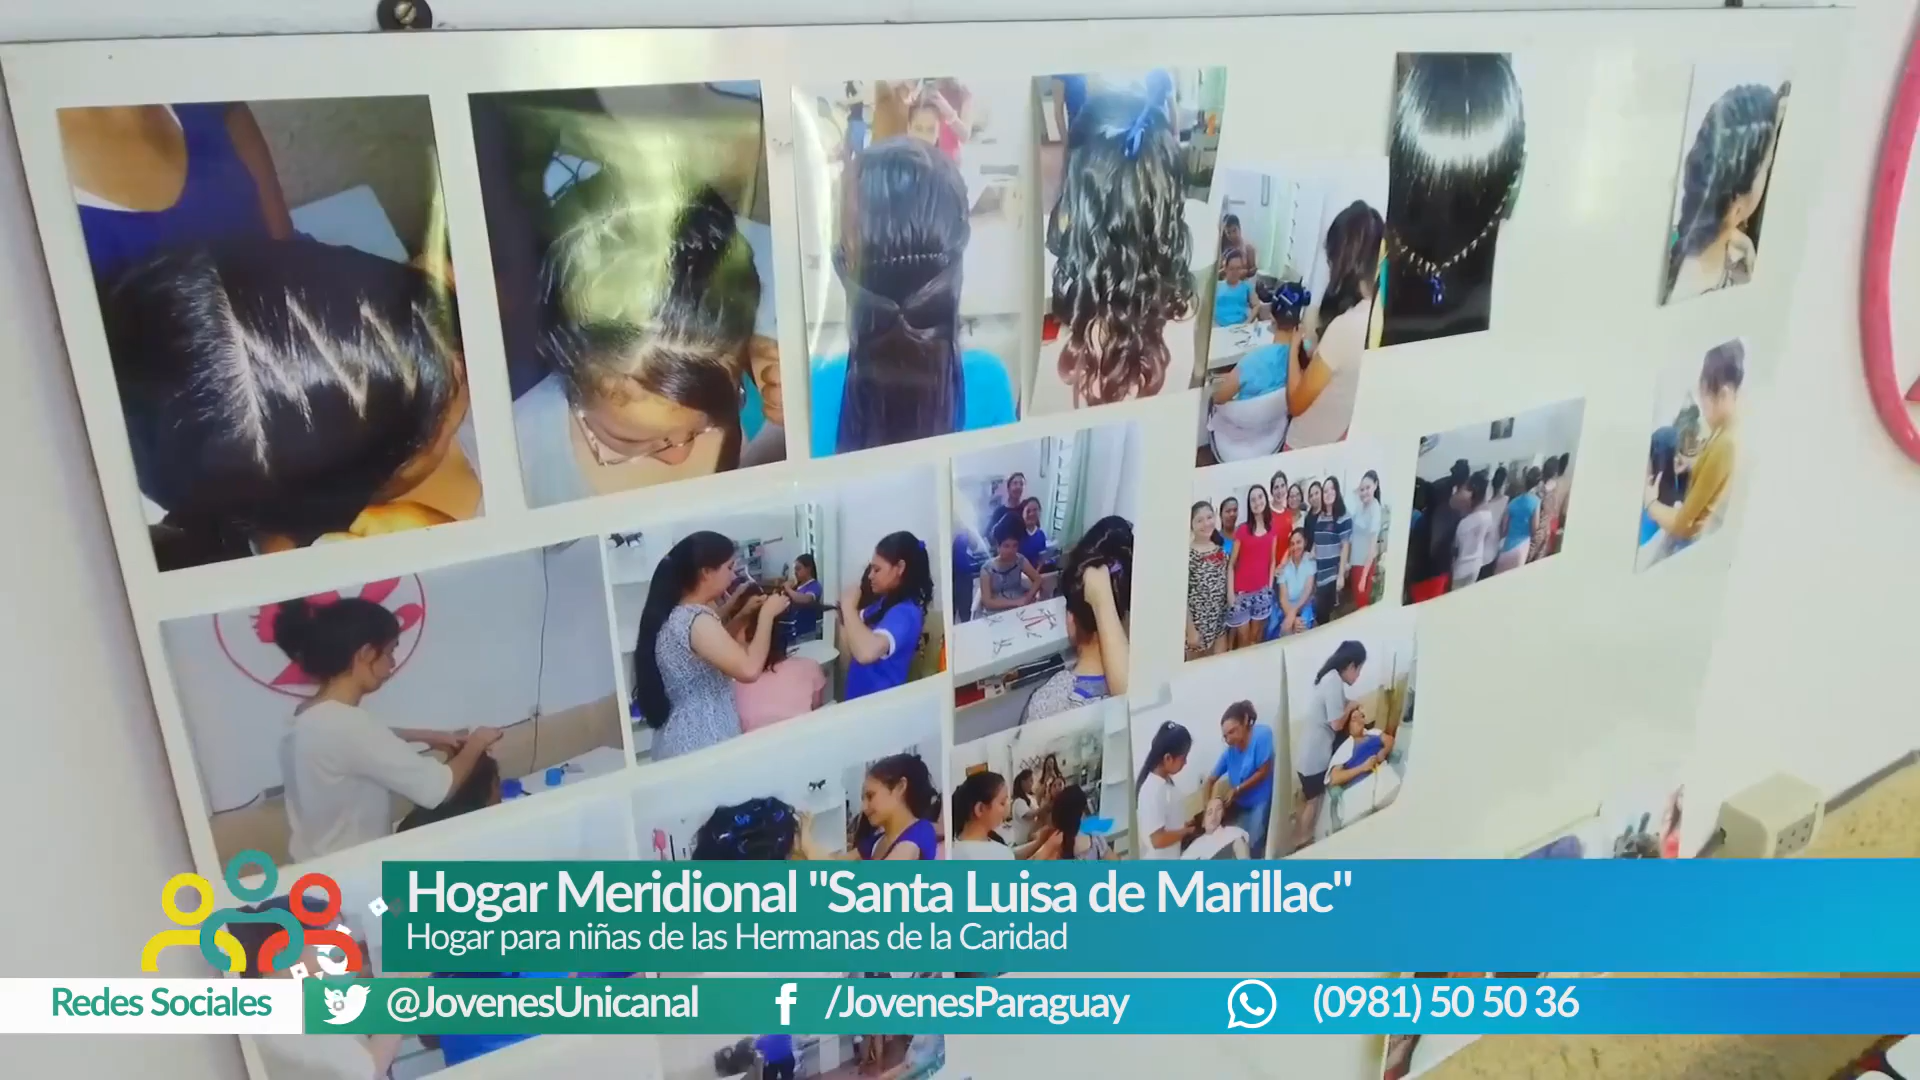 Hogar Meridional "Santa Luisa de Marillac"
Hogar para niñas de las Hermanas de la Caridad
Redes Sociales @JovenesUnicanal /JovenesParaguay (0981) 50 50 36